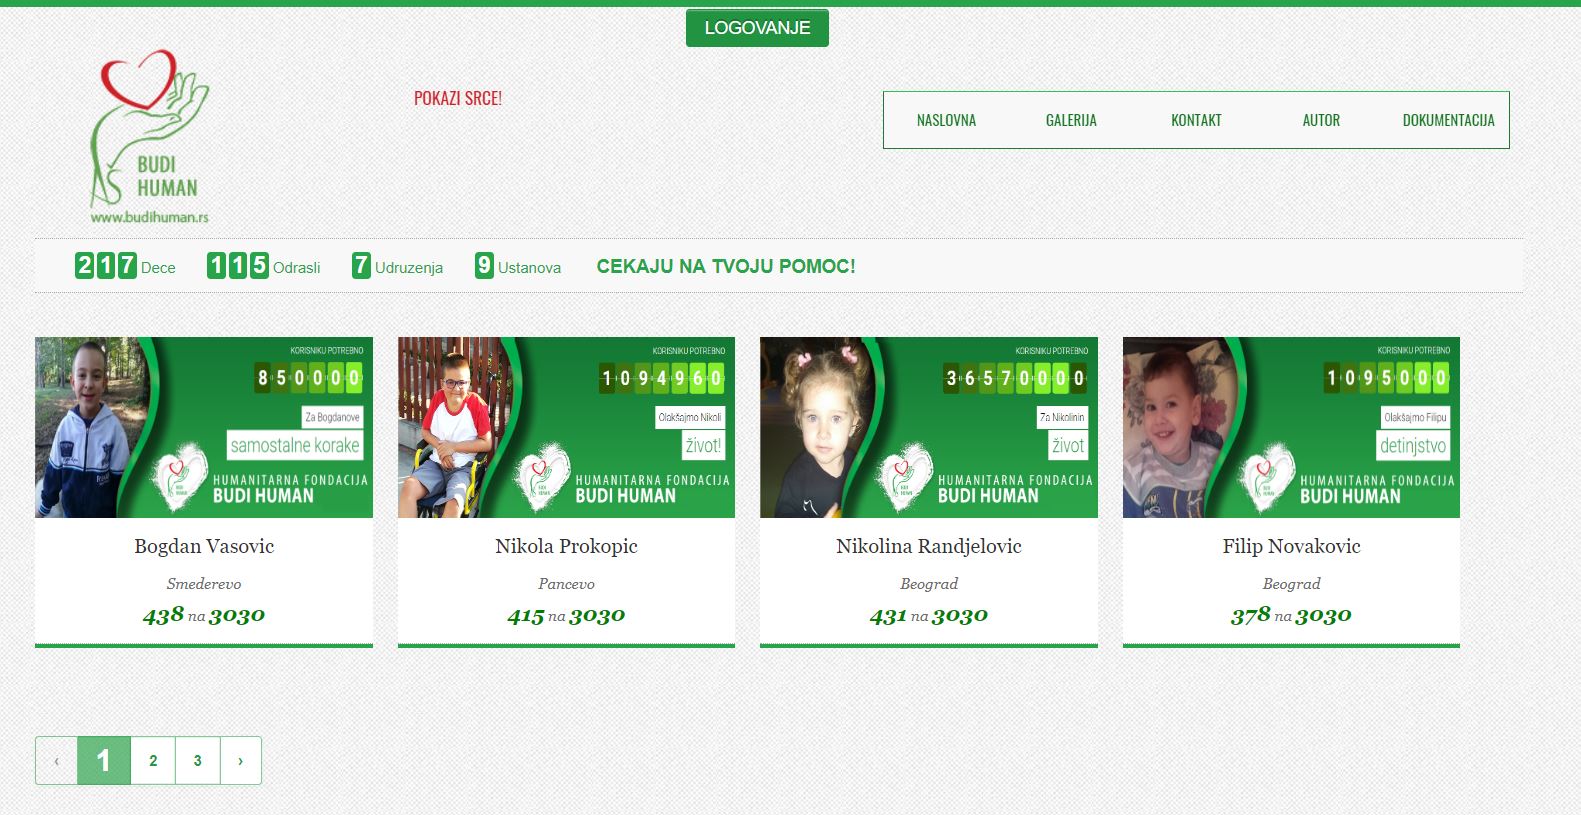 LOGOVANJE
BUDI
HUMAN
www.budihuman.rs
POKAZI SRCE!
NASLOVNA GALERIJA KONTAKT AUTOR DOKUMENTACIJA
217 Dece 115 Odrasli 7 Udruzenja 9 Ustanova CEKAJU NA TVOJU POMOC!
KORISNIKU POTREBNO
850000
Za Bogdanove
samostalne korake
HUMANITARNA FONDACIJA
BUDI HUMAN
Bogdan Vasovic
Smederevo
438 na 3030
KORISNIKU POTREBNO
1094960
Olakšajmo Nikoli
život!
HUMANITARNA FONDACIJA
BUDI HUMAN
Nikola Prokopic
Pancevo
415 na 3030
KORISNIKU POTREBNO
36570000
Za Nikolinin
život
HUMANITARNA FONDACIJA
BUDI HUMAN
Nikolina Randjelovic
Beograd
431 na 3030
KORISNIKU POTREBNO
1095000
Olakšajmo Filipu
detinjstvo
HUMANITARNA FONDACIJA
BUDI HUMAN
Filip Novakovic
Beograd
378 na 3030
‹ 1 2 3 ›